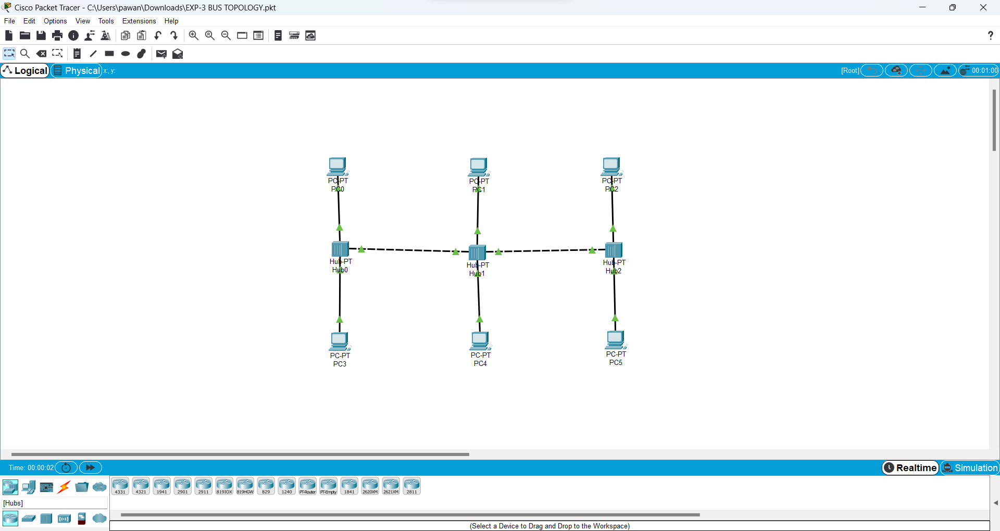 Cisco Packet Tracer - C:\Users\pawan\Downloads\EXP-3 BUS TOPOLOGY.pkt
File Edit Options View Tools Extensions Help
?
Logical Physical x:, y: [Root] 00:01:00
PC-PT
PC0
PC-PT
PC1
PC-PT
PC2
Hub-PT
Hub0
Hub-PT
Hub1
Hub-PT
Hub2
PC-PT
PC3
PC-PT
PC4
PC-PT
PC5
Time: 00:00:02 Realtime Simulation
4331 4321 1941 2901 2911 819IOX 819HGW 829 1240 PT-Router PT-Empty 1841 2620XM 2621XM 2811
[Hubs]
(Select a Device to Drag and Drop to the Workspace)